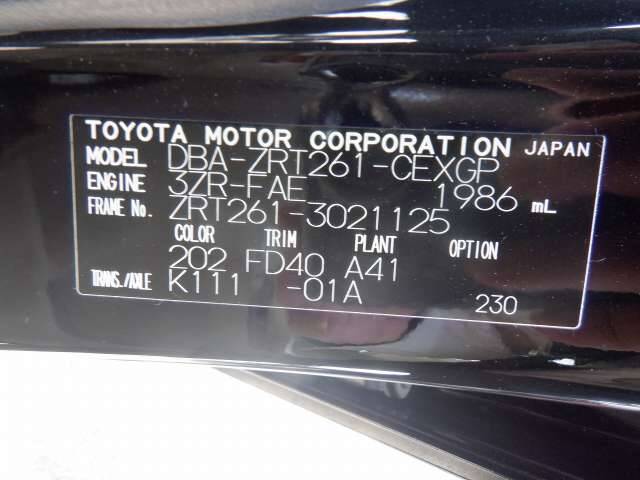 TOYOTA MOTOR CORPORATION JAPAN
MODEL DBA-ZRT261-CEXGP
ENGINE 3ZR-FAE 1986 mL
FRAME No. ZRT261-3021125
COLOR TRIM PLANT OPTION
202 FD40 A41
TRANS./AXLE K111 -01A 230